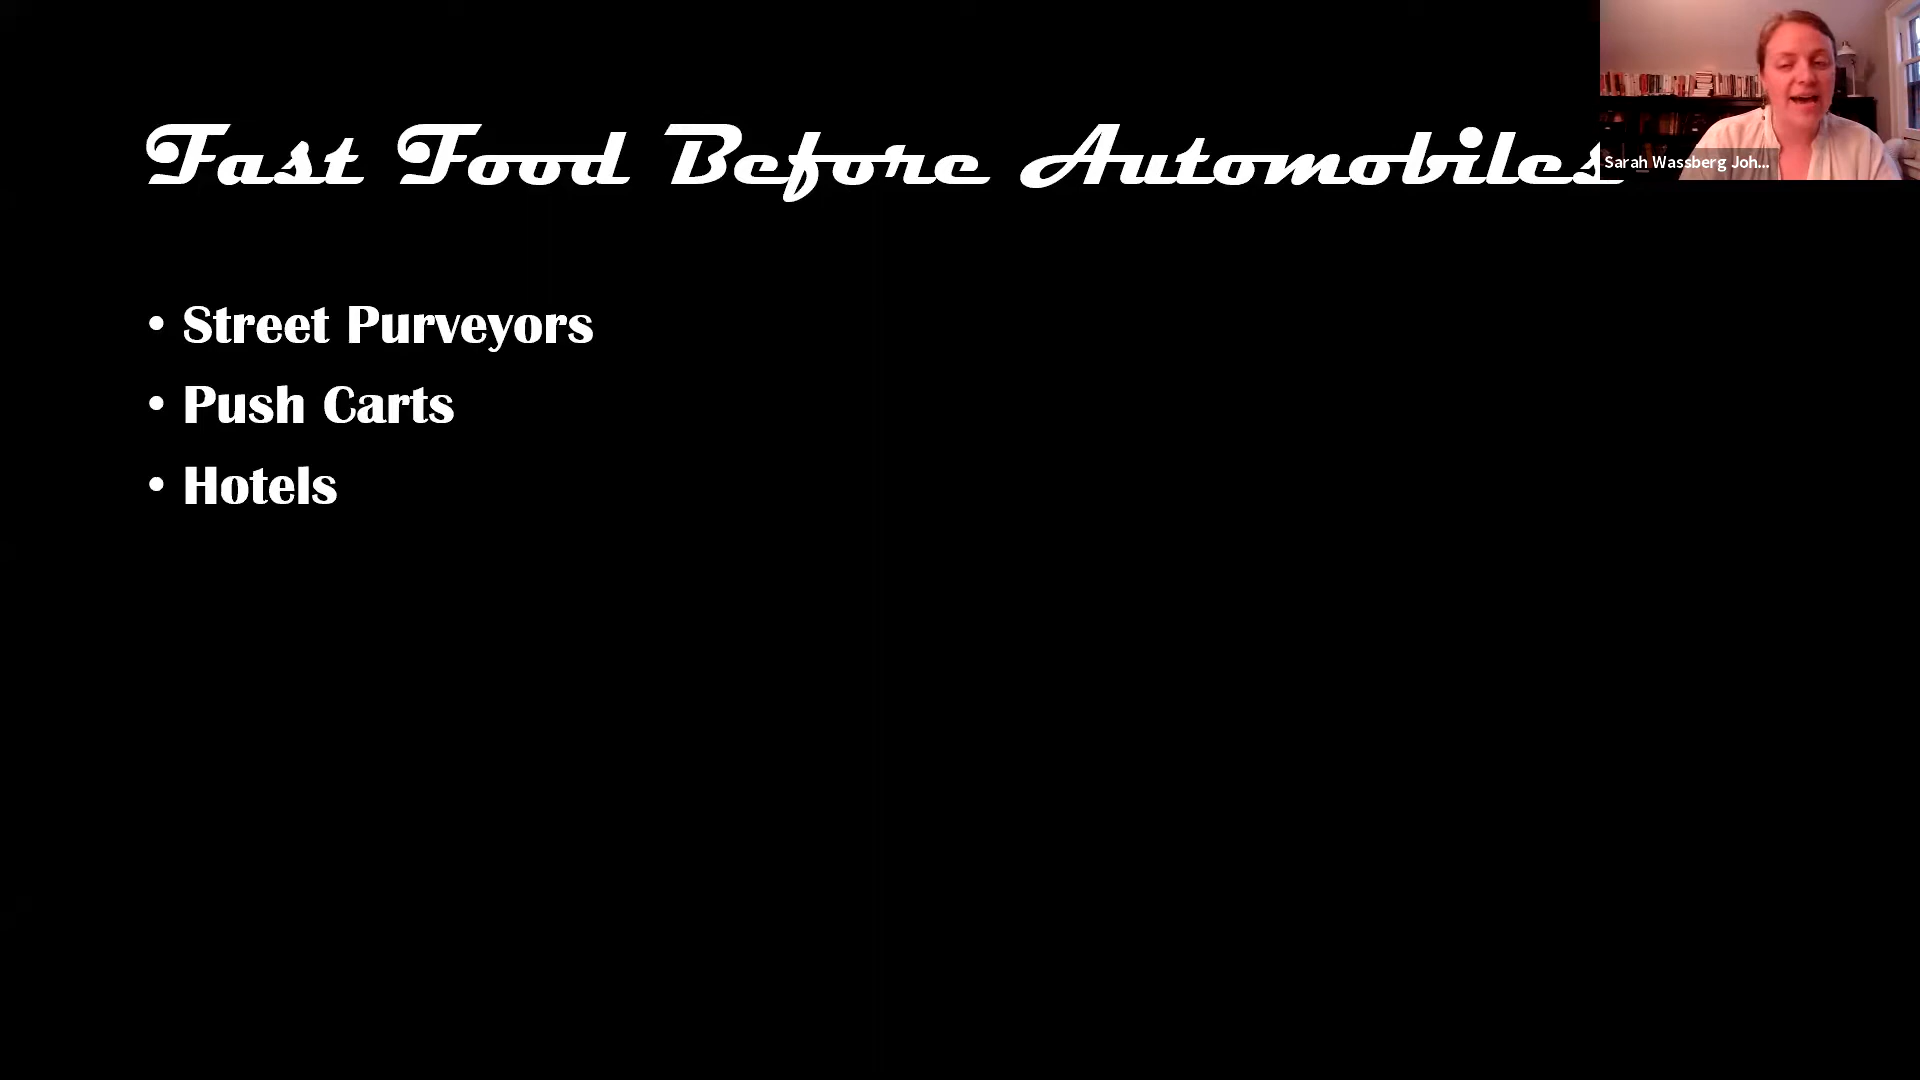 Fast Food Before Automobiles
Sarah Wassberg Joh...
• Street Purveyors
• Push Carts
• Hotels